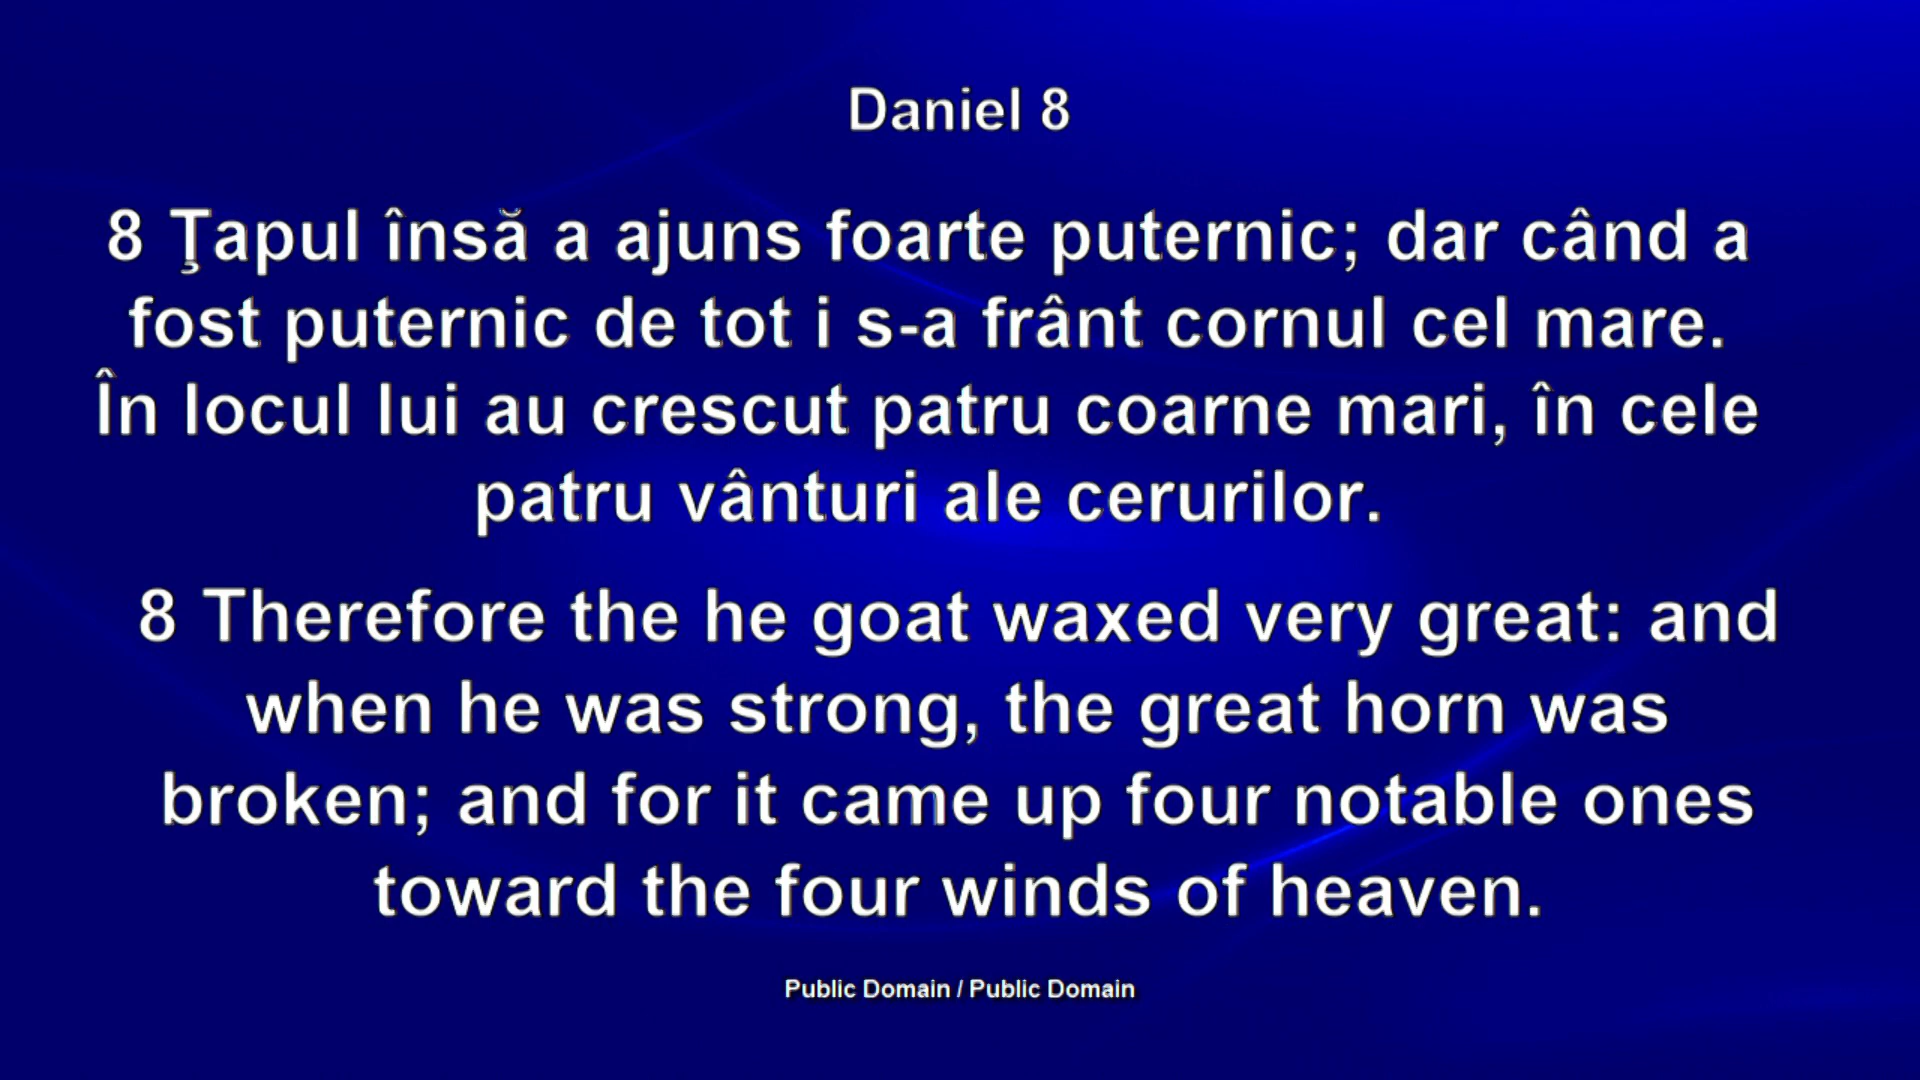 Daniel 8
8 Ţapul însă a ajuns foarte puternic; dar când a
fost puternic de tot i s-a frânt cornul cel mare.
În locul lui au crescut patru coarne mari, în cele
patru vânturi ale cerurilor.
8 Therefore the he goat waxed very great: and
when he was strong, the great horn was
broken; and for it came up four notable ones
toward the four winds of heaven.
Public Domain / Public Domain